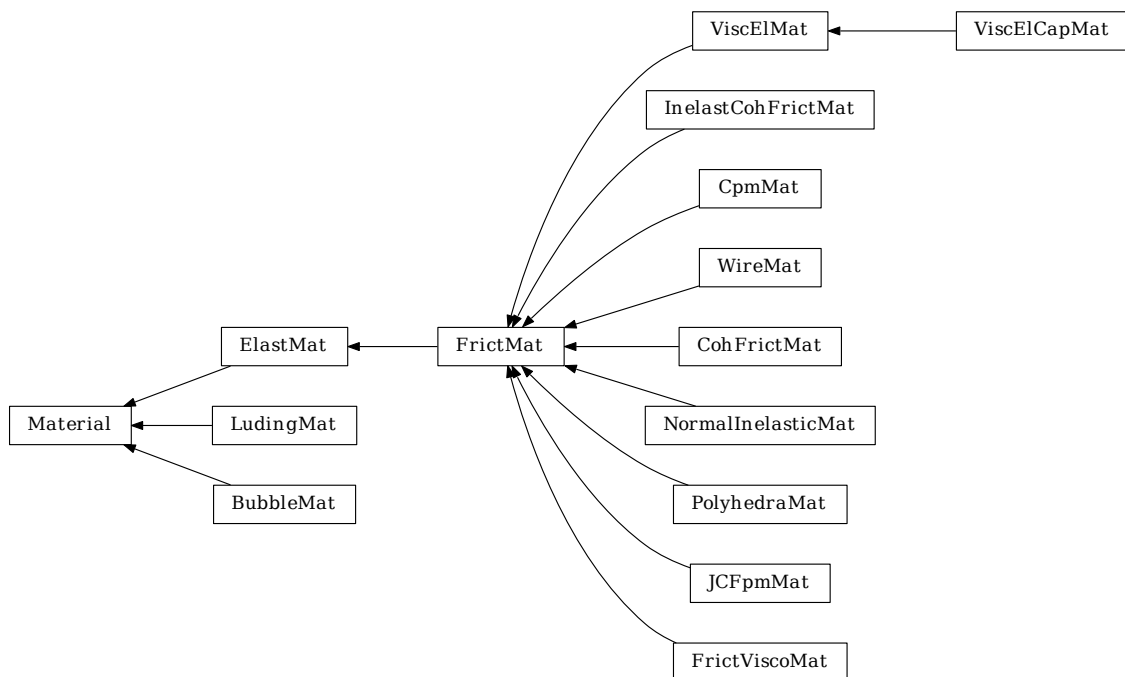 ViscElMat
ViscElCapMat
InelastCohFrictMat
CpmMat
WireMat
ElastMat
FrictMat
CohFrictMat
Material
LudingMat
NormalInelasticMat
BubbleMat
PolyhedraMat
JCFpmMat
FrictViscoMat